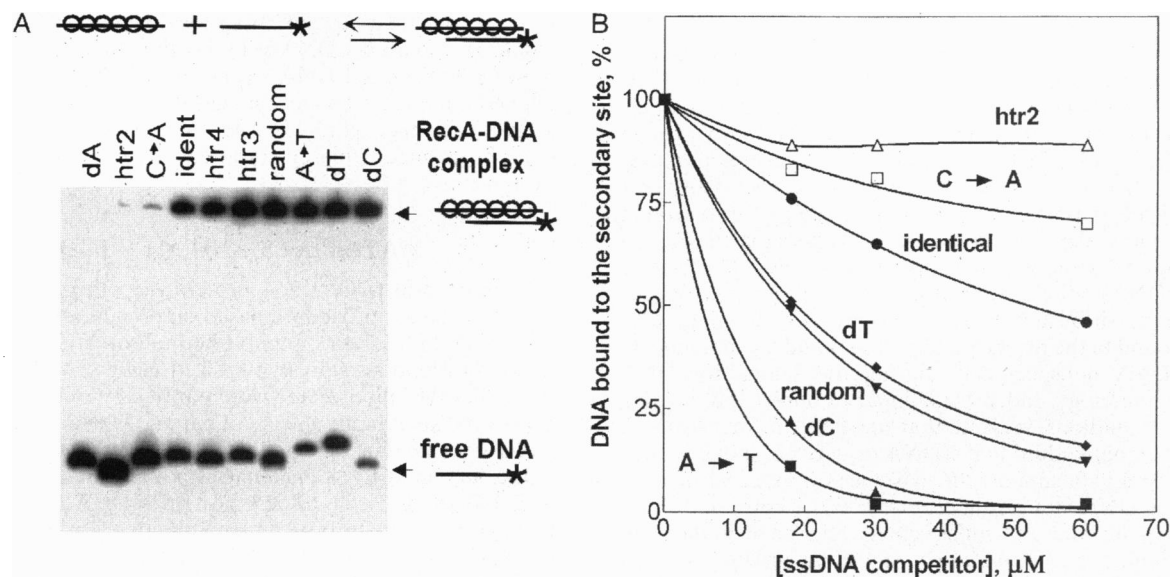 A
dA
htr2
C→A
ident
htr4
htr3
random
A→T
dT
dC
RecA-DNA
complex
free DNA
B
DNA bound to the secondary site, %
100
75
50
25
0
htr2
C → A
identical
dT
random
dC
A → T
0 10 20 30 40 50 60 70
[ssDNA competitor], µM